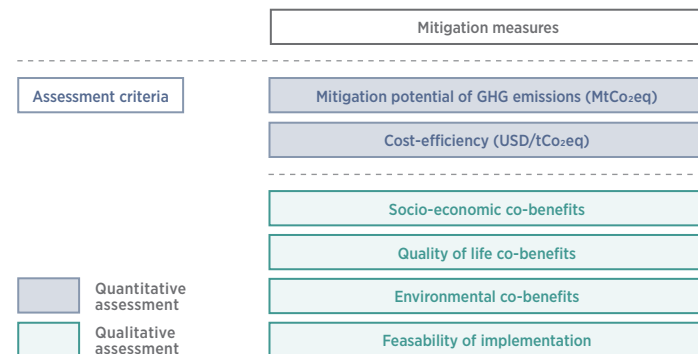 Mitigation measures
Assessment criteria
Mitigation potential of GHG emissions (MtCo₂eq)
Cost-efficiency (USD/tCo₂eq)
Socio-economic co-benefits
Quality of life co-benefits
Environmental co-benefits
Feasability of implementation
Quantitative
assessment
Qualitative
assessment